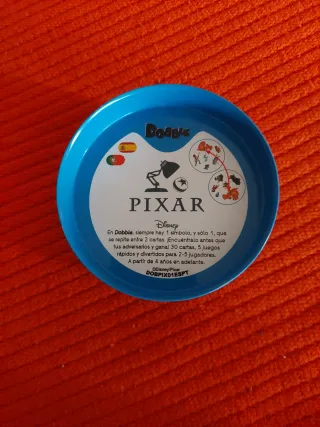 DOBBLE
PIXAR
Disney
En Dobble, siempre hay 1 símbolo, y sólo 1, que
se repite entre 2 cartas. ¡Encuéntralo antes que
tus adversarios y gana! 30 cartas, 5 juegos
rápidos y divertidos para 2-5 jugadores.
A partir de 4 años en adelante.
©Disney/Pixar
DOBPIX01ESPT